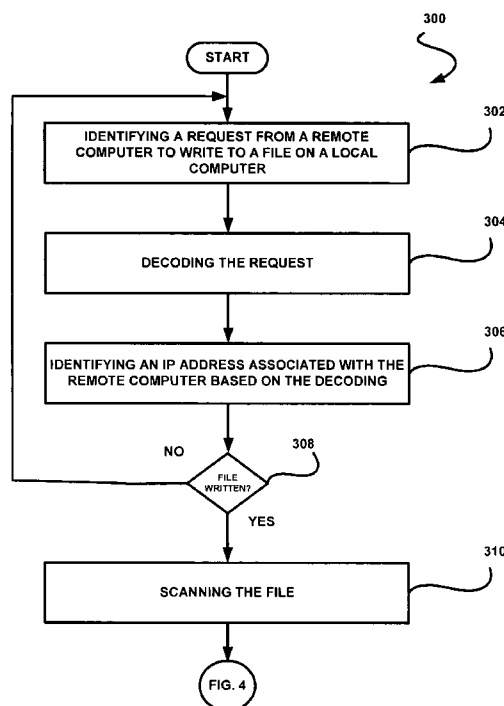 300
START
IDENTIFYING A REQUEST FROM A REMOTE
COMPUTER TO WRITE TO A FILE ON A LOCAL
COMPUTER
302
DECODING THE REQUEST
304
IDENTIFYING AN IP ADDRESS ASSOCIATED WITH THE
REMOTE COMPUTER BASED ON THE DECODING
306
NO
FILE
WRITTEN?
308
YES
SCANNING THE FILE
310
FIG. 4